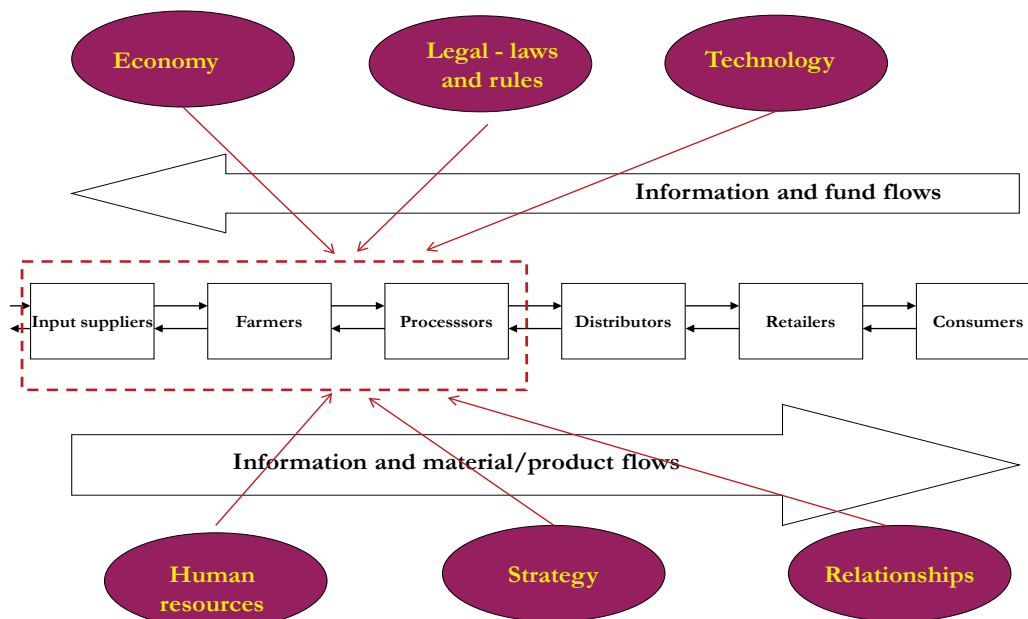 Economy
Legal - laws
and rules
Technology
Information and fund flows
Input suppliers
Farmers
Processsors
Distributors
Retailers
Consumers
Information and material/product flows
Human
resources
Strategy
Relationships